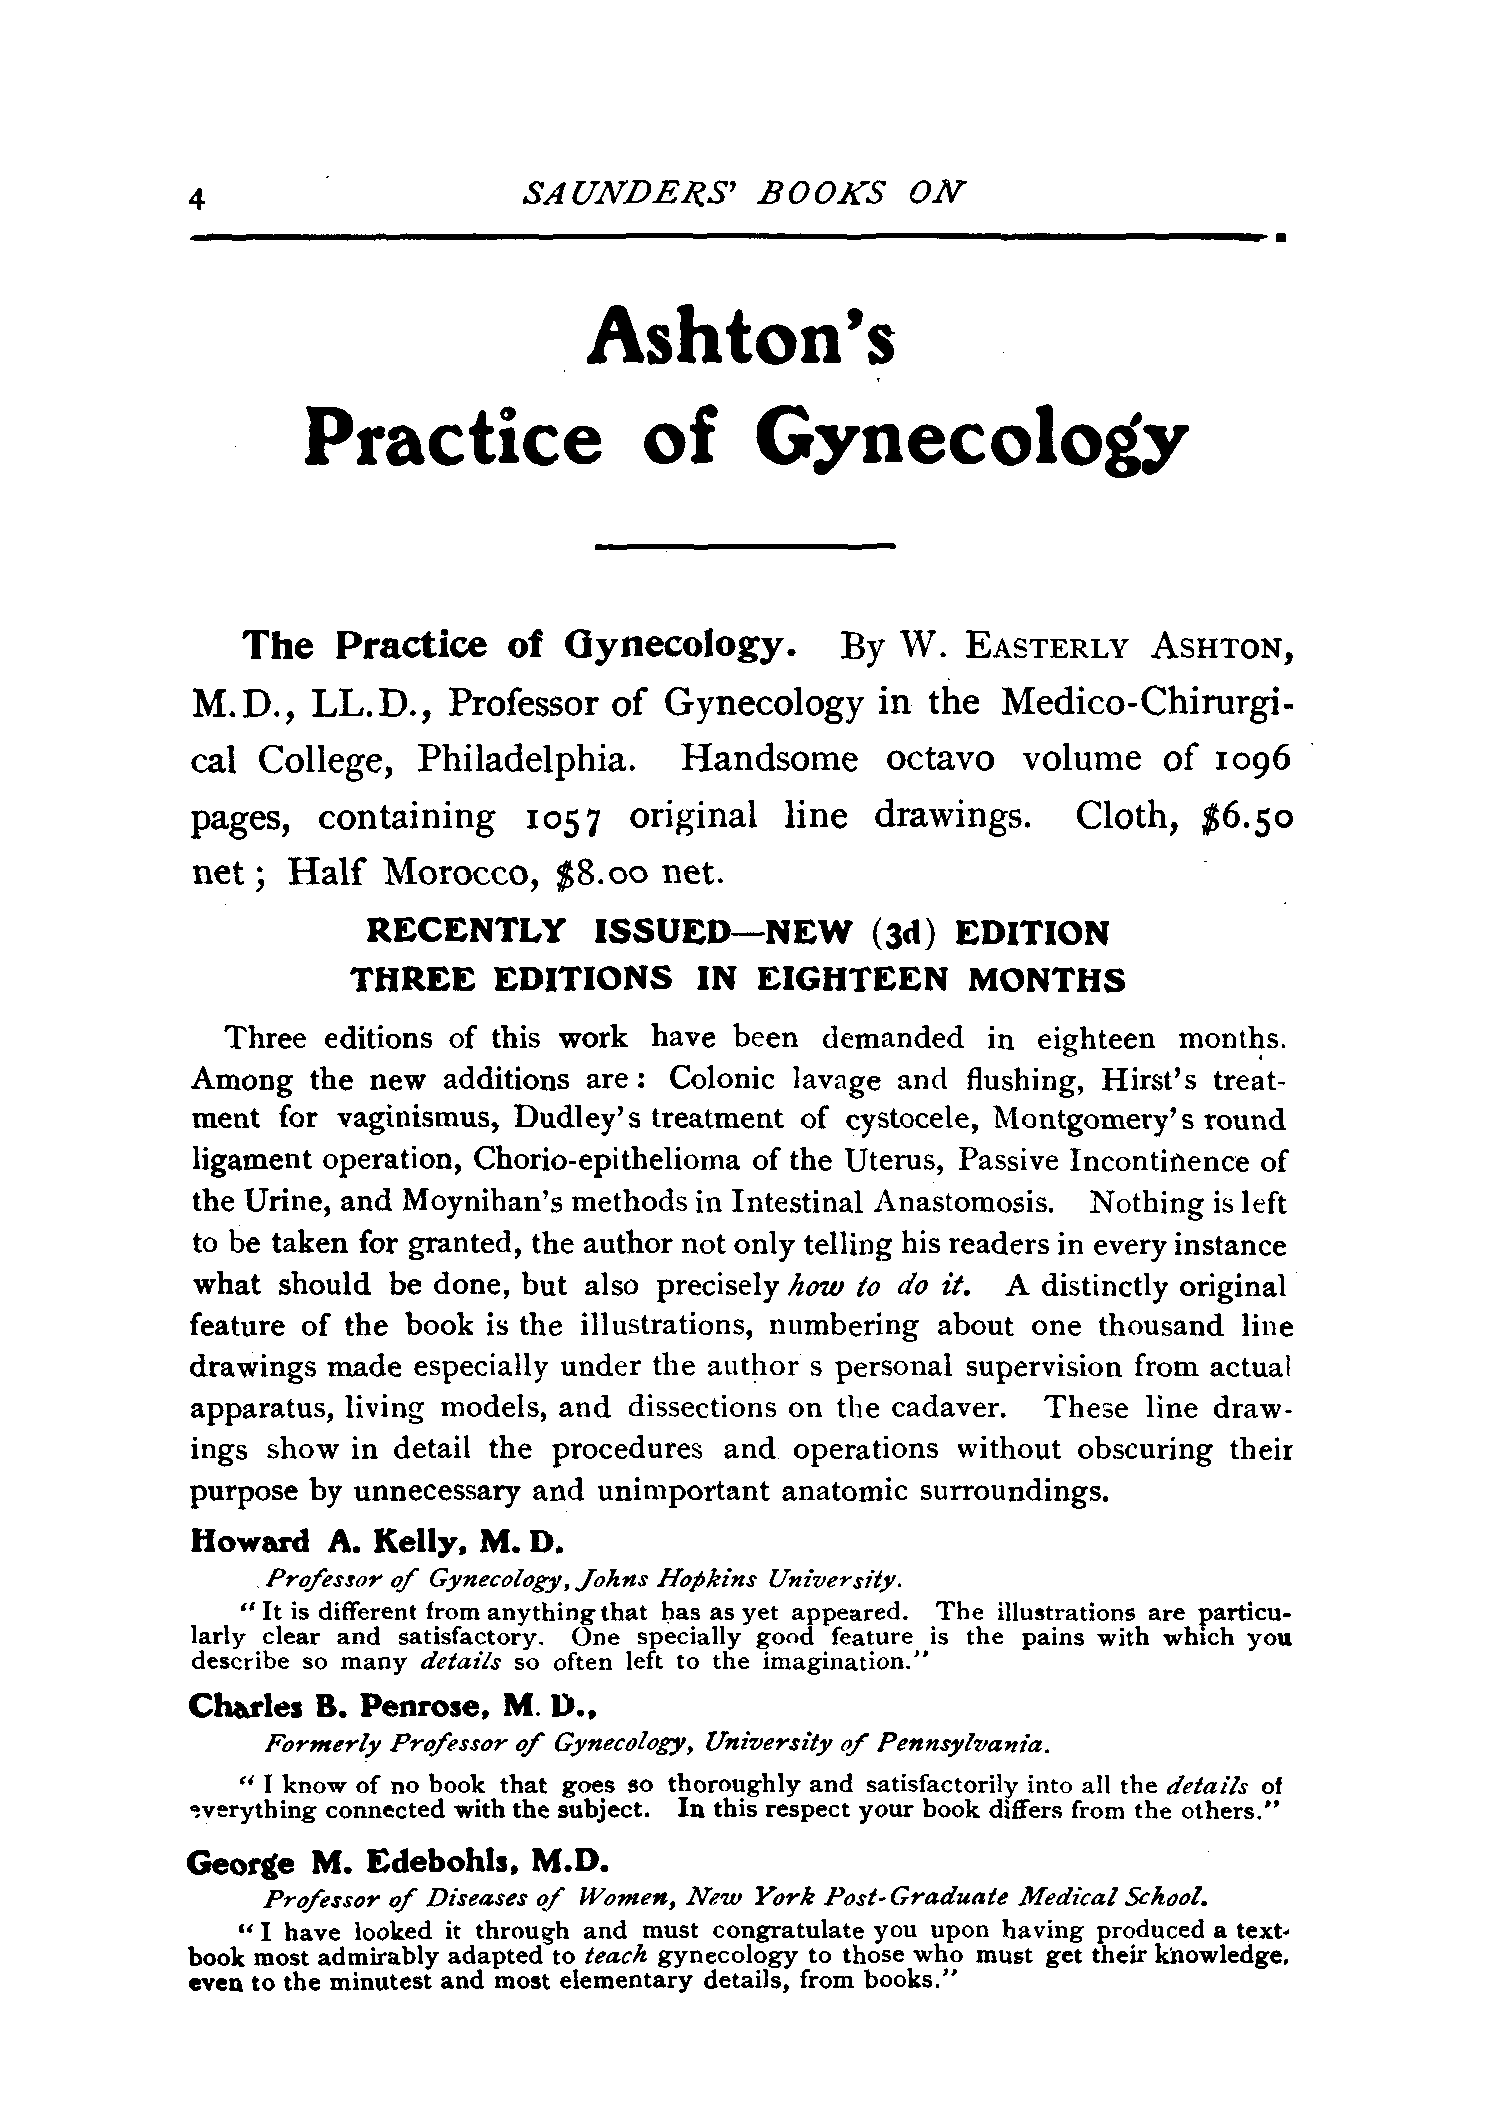 4 SAUNDERS' BOOKS ON
Ashton's
Practice of Gynecology
The Practice of Gynecology. By W. EASTERLY ASHTON,
M.D., LL.D., Professor of Gynecology in the Medico-Chirurgi-
cal College, Philadelphia. Handsome octavo volume of 1096
pages, containing 1057 original line drawings. Cloth, $6.50
net; Half Morocco, $8.00 net.
RECENTLY ISSUED—NEW (3d) EDITION
THREE EDITIONS IN EIGHTEEN MONTHS
Three editions of this work have been demanded in eighteen months.
Among the new additions are: Colonic lavage and flushing, Hirst's treat-
ment for vaginismus, Dudley's treatment of cystocele, Montgomery's round
ligament operation, Chorio-epithelioma of the Uterus, Passive Incontinence of
the Urine, and Moynihan's methods in Intestinal Anastomosis. Nothing is left
to be taken for granted, the author not only telling his readers in every instance
what should be done, but also precisely how to do it. A distinctly original
feature of the book is the illustrations, numbering about one thousand line
drawings made especially under the author s personal supervision from actual
apparatus, living models, and dissections on the cadaver. These line draw-
ings show in detail the procedures and operations without obscuring their
purpose by unnecessary and unimportant anatomic surroundings.
Howard A. Kelly, M. D.
Professor of Gynecology, Johns Hopkins University.
"It is different from anything that has as yet appeared. The illustrations are particu-
larly clear and satisfactory. One specially good feature is the pains with which you
describe so many details so often left to the imagination."
Charles B. Penrose, M. D.,
Formerly Professor of Gynecology, University of Pennsylvania.
"I know of no book that goes so thoroughly and satisfactorily into all the details of
everything connected with the subject. In this respect your book differs from the others."
George M. Edebohls, M.D.
Professor of Diseases of Women, New York Post-Graduate Medical School.
"I have looked it through and must congratulate you upon having produced a text-
book most admirably adapted to teach gynecology to those who must get their knowledge,
even to the minutest and most elementary details, from books."